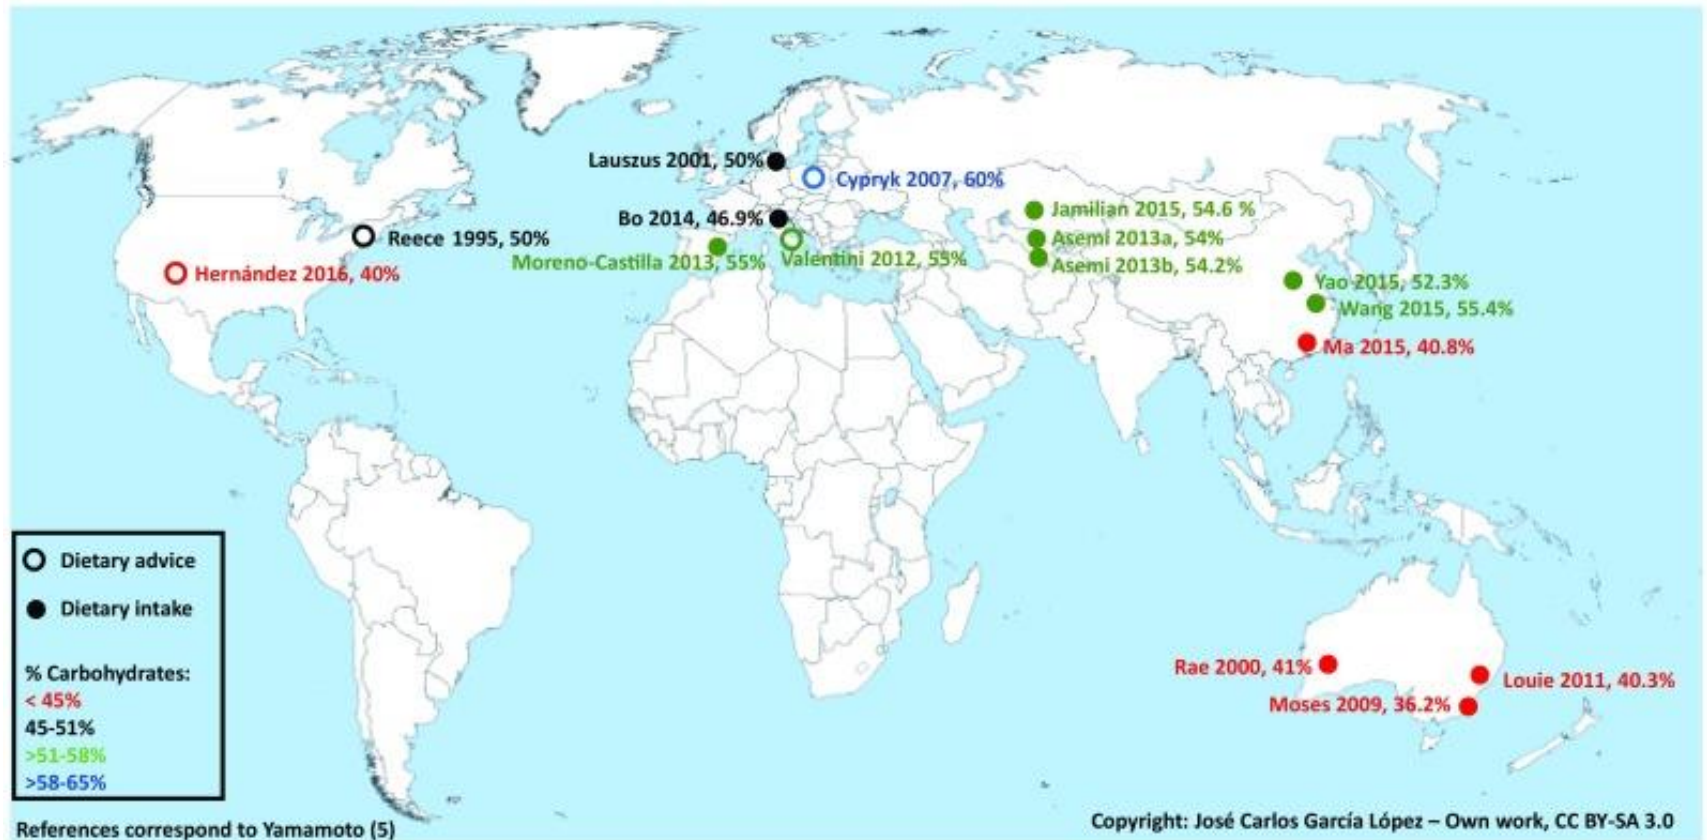 Lauszus 2001, 50%
Cypryk 2007, 60%
Bo 2014, 46.9%
Jamilian 2015, 54.6 %
Reece 1995, 50%
Asemi 2013a, 54%
Moreno-Castilla 2013, 55%
Valentini 2012, 55%
Asemi 2013b, 54.2%
Hernández 2016, 40%
Yao 2015, 52.3%
Wang 2015, 55.4%
Ma 2015, 40.8%
Rae 2000, 41%
Louie 2011, 40.3%
Moses 2009, 36.2%
Dietary advice
Dietary intake
% Carbohydrates:
< 45%
45-51%
>51-58%
>58-65%
References correspond to Yamamoto (5)
Copyright: José Carlos García López – Own work, CC BY-SA 3.0